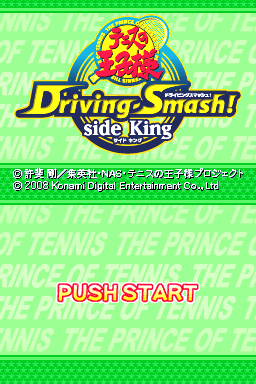 テニスの
王子様
Driving Smash!
ドライビングスマッシュ!
side King
サイド キング
© 許斐 剛／集英社・NAS・テニスの王子様プロジェクト
© 2008 Konami Digital Entertainment Co., Ltd
PUSH START
THE PRINCE OF TENNIS